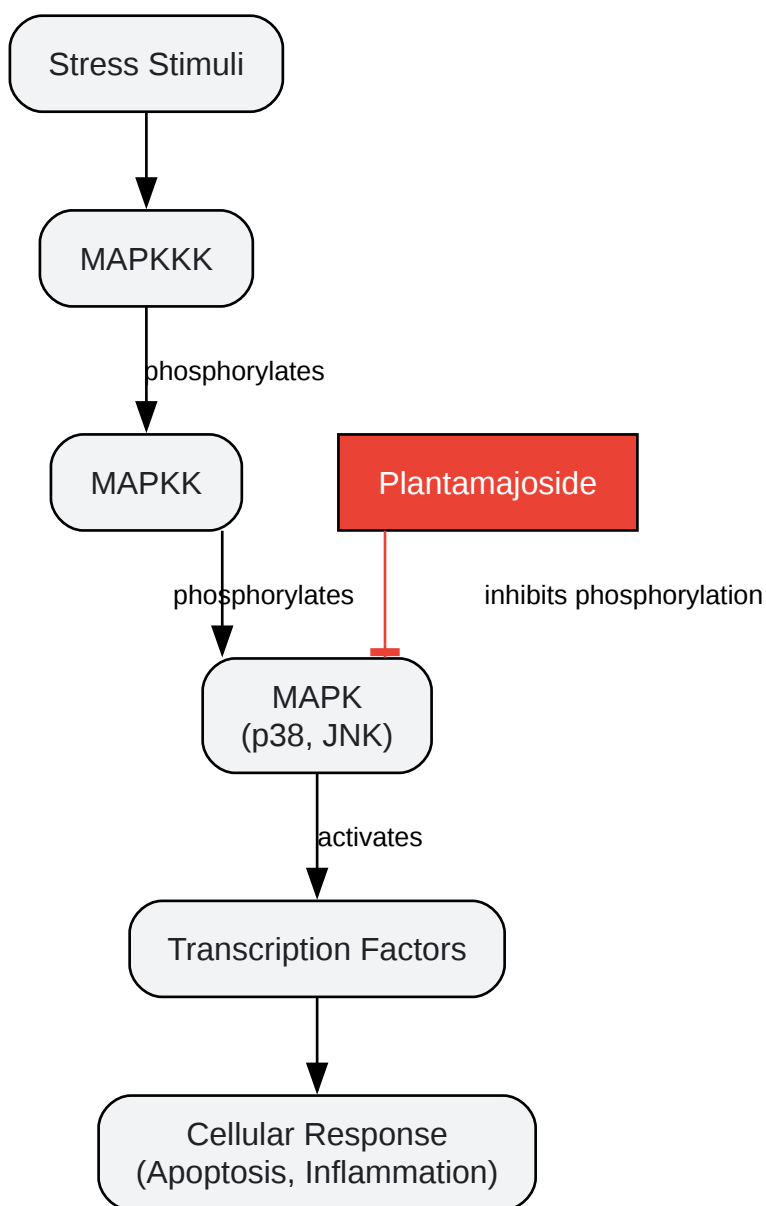 Stress Stimuli
MAPKKK
phosphorylates
MAPKK
Plantamajoside
phosphorylates
inhibits phosphorylation
MAPK
(p38, JNK)
activates
Transcription Factors
Cellular Response
(Apoptosis, Inflammation)